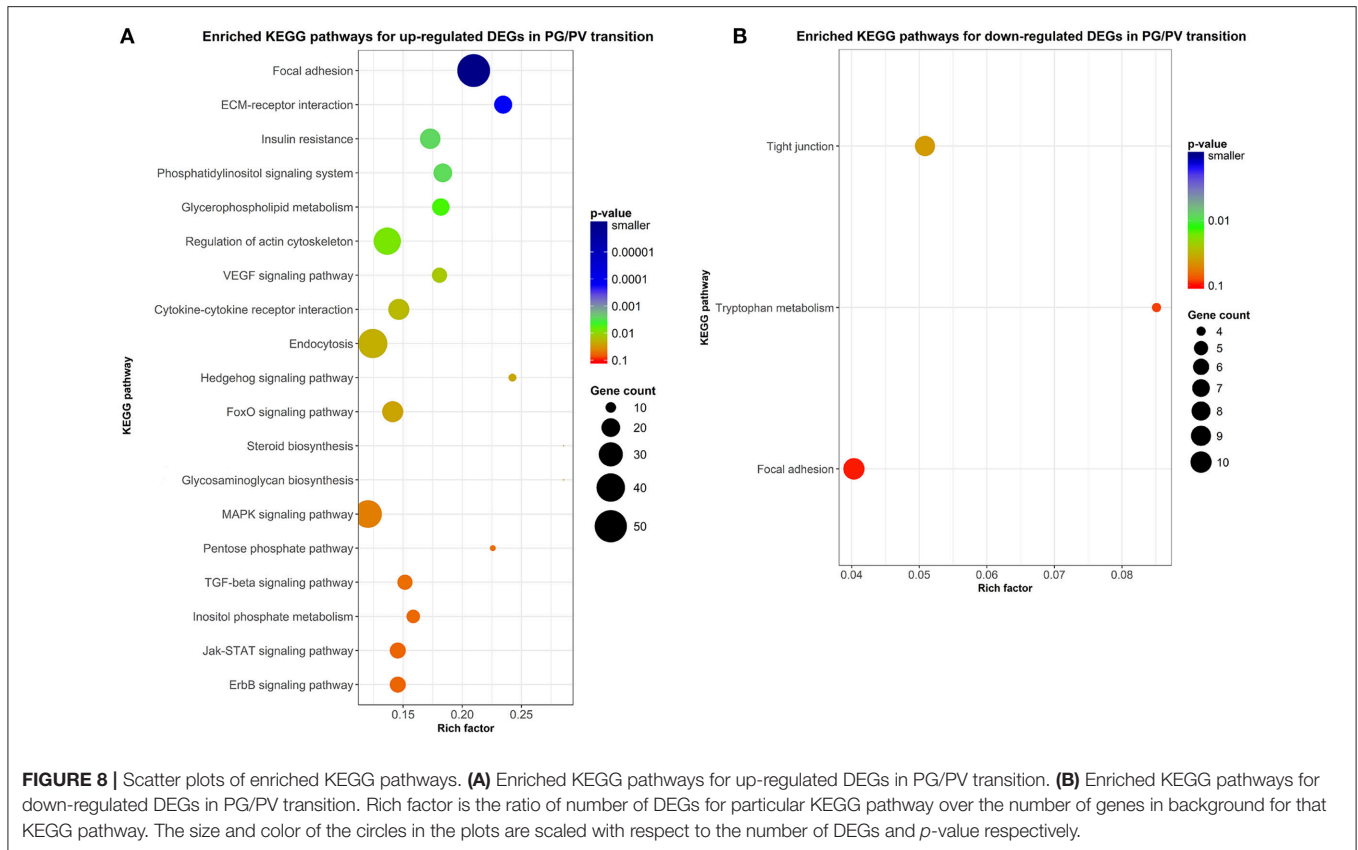 A
Enriched KEGG pathways for up-regulated DEGs in PG/PV transition
KEGG pathway
Focal adhesion
ECM-receptor interaction
Insulin resistance
Phosphatidylinositol signaling system
Glycerophospholipid metabolism
Regulation of actin cytoskeleton
VEGF signaling pathway
Cytokine-cytokine receptor interaction
Endocytosis
Hedgehog signaling pathway
FoxO signaling pathway
Steroid biosynthesis
Glycosaminoglycan biosynthesis
MAPK signaling pathway
Pentose phosphate pathway
TGF-beta signaling pathway
Inositol phosphate metabolism
Jak-STAT signaling pathway
ErbB signaling pathway
0.15 0.20 0.25
Rich factor
p-value
smaller
0.00001
0.0001
0.001
0.01
0.1
Gene count
10
20
30
40
50
B
Enriched KEGG pathways for down-regulated DEGs in PG/PV transition
KEGG pathway
Tight junction
Tryptophan metabolism
Focal adhesion
0.04 0.05 0.06 0.07 0.08
Rich factor
p-value
smaller
0.01
0.1
Gene count
4
5
6
7
8
9
10
FIGURE 8 | Scatter plots of enriched KEGG pathways. (A) Enriched KEGG pathways for up-regulated DEGs in PG/PV transition. (B) Enriched KEGG pathways for
down-regulated DEGs in PG/PV transition. Rich factor is the ratio of number of DEGs for particular KEGG pathway over the number of genes in background for that
KEGG pathway. The size and color of the circles in the plots are scaled with respect to the number of DEGs and p-value respectively.